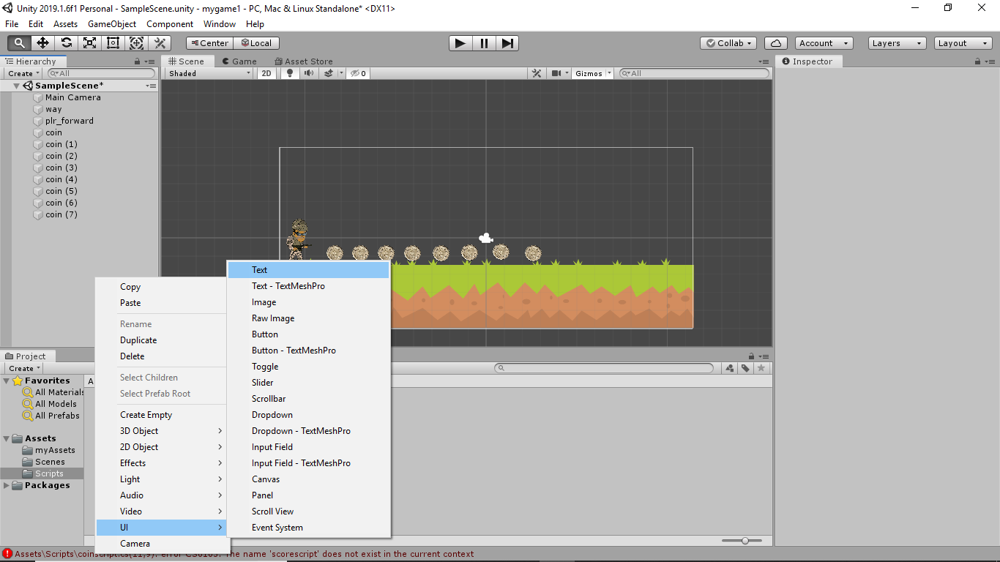 Unity 2019.1.6f1 Personal - SampleScene.unity - mygame1 - PC, Mac & Linux Standalone* <DX11>
File Edit Assets GameObject Component Window Help
Center Local Collab Account Layers Layout
Hierarchy Scene Game Asset Store Inspector
Create All Shaded 2D 0 Gizmos All
SampleScene*
Main Camera
way
plr_forward
coin
coin (1)
coin (2)
coin (3)
coin (4)
coin (5)
coin (6)
coin (7)
Copy
Paste
Rename
Duplicate
Delete
Select Children
Select Prefab Root
Create Empty
3D Object
2D Object
Effects
Light
Audio
Video
UI
Camera
Text
Text - TextMeshPro
Image
Raw Image
Button
Button - TextMeshPro
Toggle
Slider
Scrollbar
Dropdown
Dropdown - TextMeshPro
Input Field
Input Field - TextMeshPro
Canvas
Panel
Scroll View
Event System
Project
Create
Favorites
All Materials
All Models
All Prefabs
Assets
myAssets
Scenes
Scripts
Packages
A
Assets\Scripts\coinscript.cs(11,9): error CS0103: The name 'scorescript' does not exist in the current context